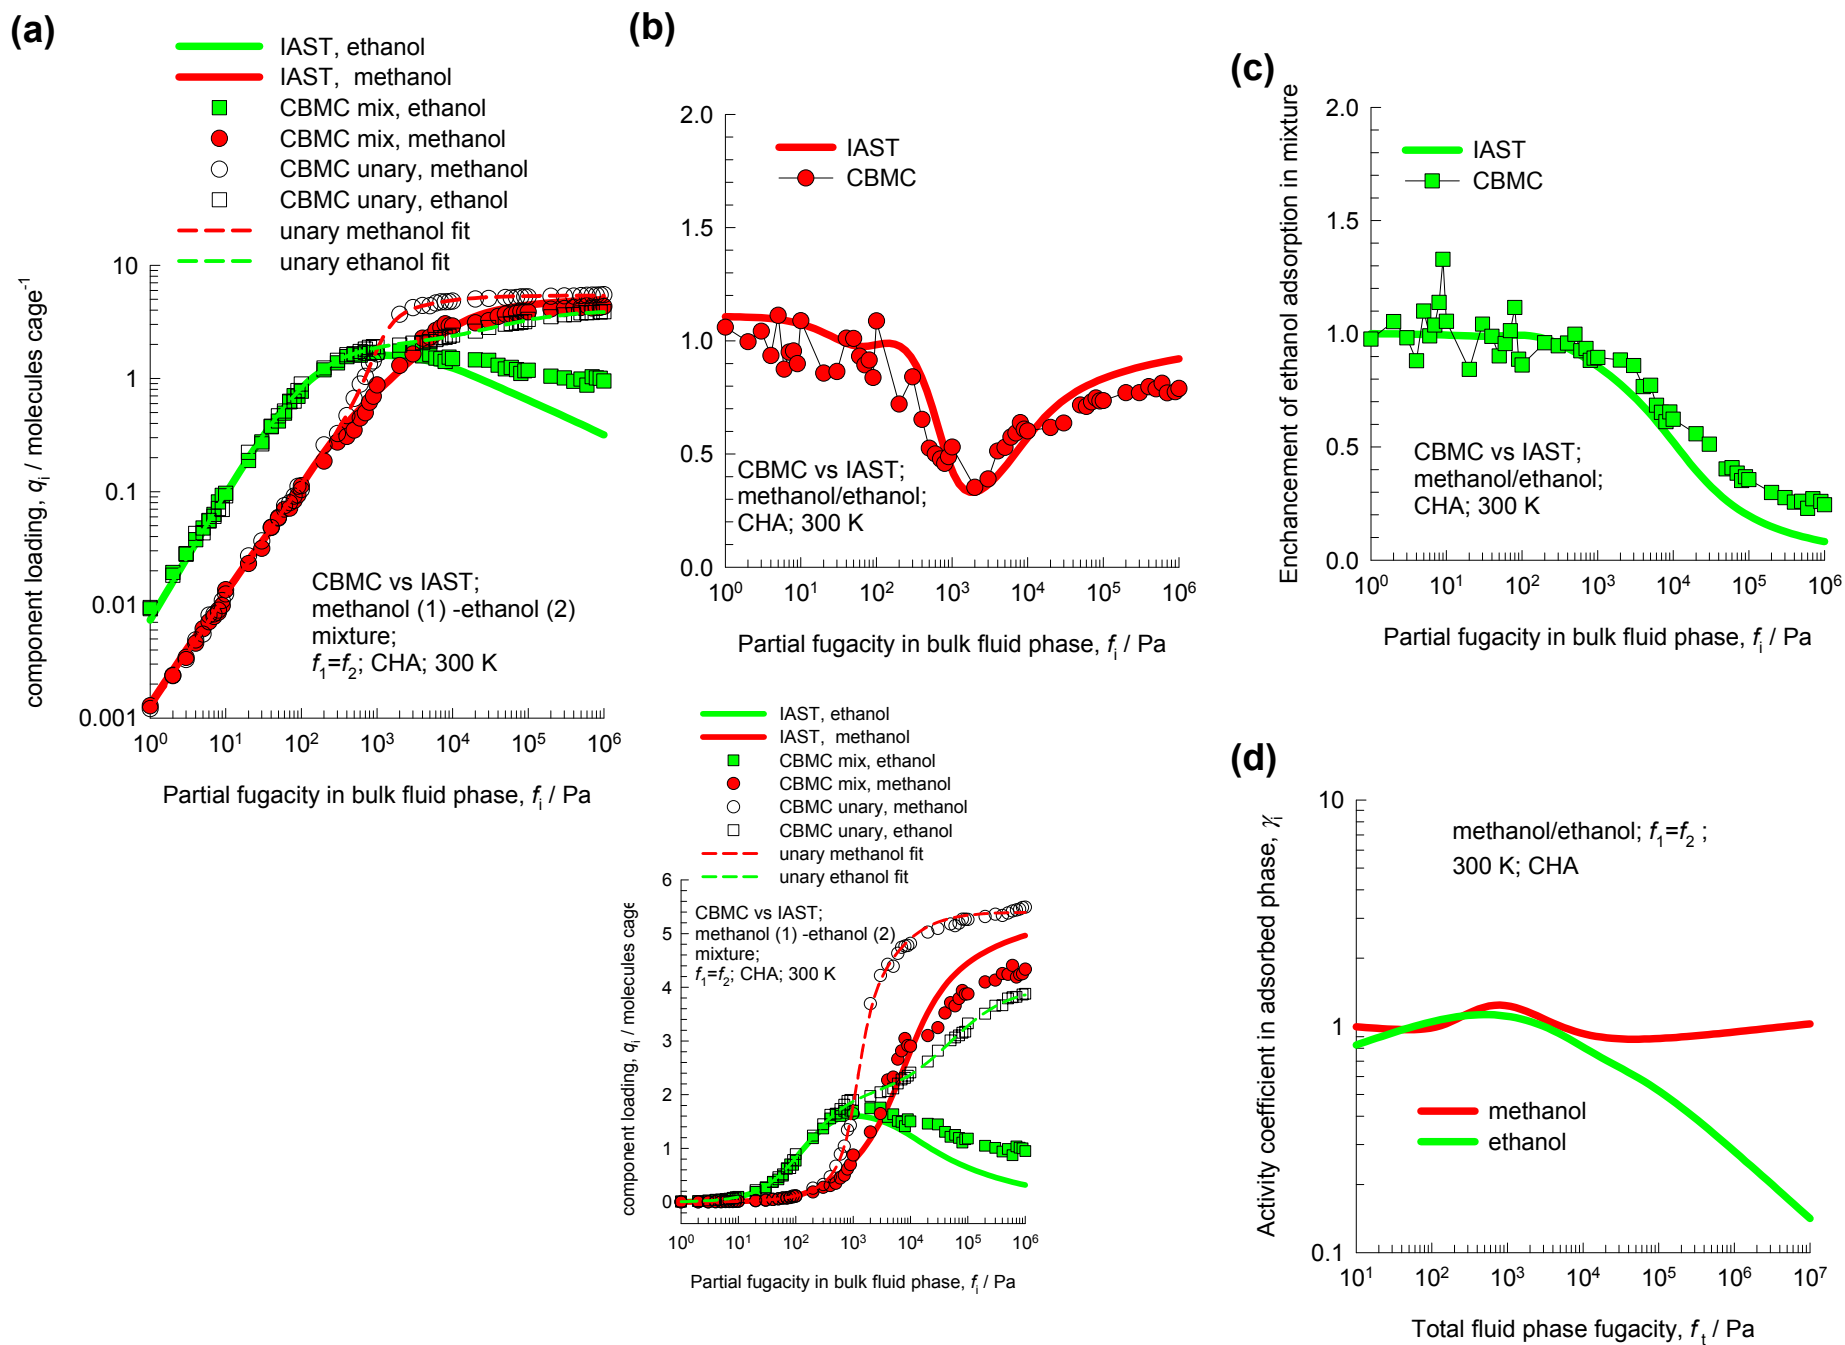 (a)
IAST, ethanol
IAST, methanol
CBMC mix, ethanol
CBMC mix, methanol
CBMC unary, methanol
CBMC unary, ethanol
unary methanol fit
unary ethanol fit
component loading, qi / molecules cage-1
10
1
0.1
0.01
0.001
CBMC vs IAST;
methanol (1) -ethanol (2)
mixture;
f1=f2; CHA; 300 K
10^0 10^1 10^2 10^3 10^4 10^5 10^6
Partial fugacity in bulk fluid phase, fi / Pa
(b)
2.0
1.5
1.0
0.5
0.0
IAST
CBMC
CBMC vs IAST;
methanol/ethanol;
CHA; 300 K
10^0 10^1 10^2 10^3 10^4 10^5 10^6
Partial fugacity in bulk fluid phase, fi / Pa
IAST, ethanol
IAST, methanol
CBMC mix, ethanol
CBMC mix, methanol
CBMC unary, methanol
CBMC unary, ethanol
unary methanol fit
unary ethanol fit
component loading, qi / molecules cage
6
5
4
3
2
1
0
CBMC vs IAST;
methanol (1) -ethanol (2)
mixture;
f1=f2; CHA; 300 K
10^0 10^1 10^2 10^3 10^4 10^5 10^6
Partial fugacity in bulk fluid phase, fi / Pa
(c)
Enchancement of ethanol adsorption in mixture
2.0
1.5
1.0
0.5
0.0
IAST
CBMC
CBMC vs IAST;
methanol/ethanol;
CHA; 300 K
10^0 10^1 10^2 10^3 10^4 10^5 10^6
Partial fugacity in bulk fluid phase, fi / Pa
(d)
Activity coefficient in adsorbed phase, γi
10
1
0.1
methanol/ethanol; f1=f2 ;
300 K; CHA
methanol
ethanol
10^1 10^2 10^3 10^4 10^5 10^6 10^7
Total fluid phase fugacity, ft / Pa